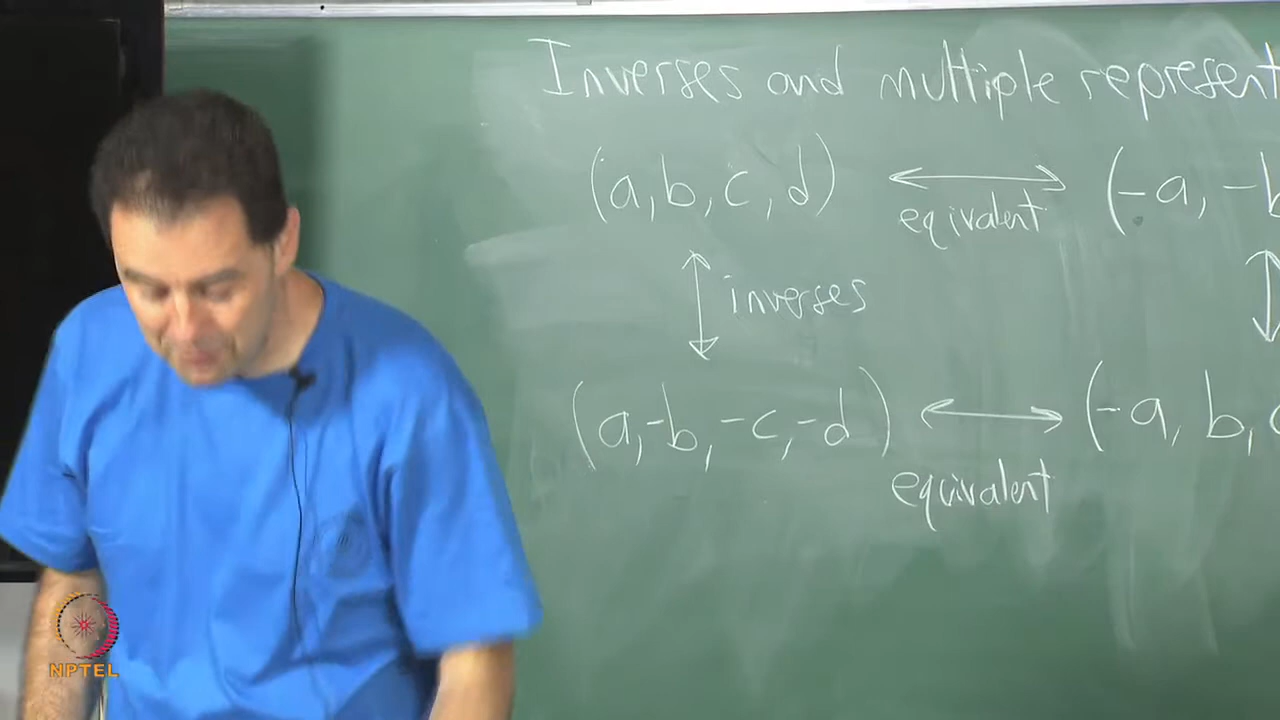 Inverses and multiple represent
(a, b, c, d) ⟷ (-a, -b
equivalent
inverses
(a, -b, -c, -d) ⟷ (-a, b, c
equivalent
NPTEL